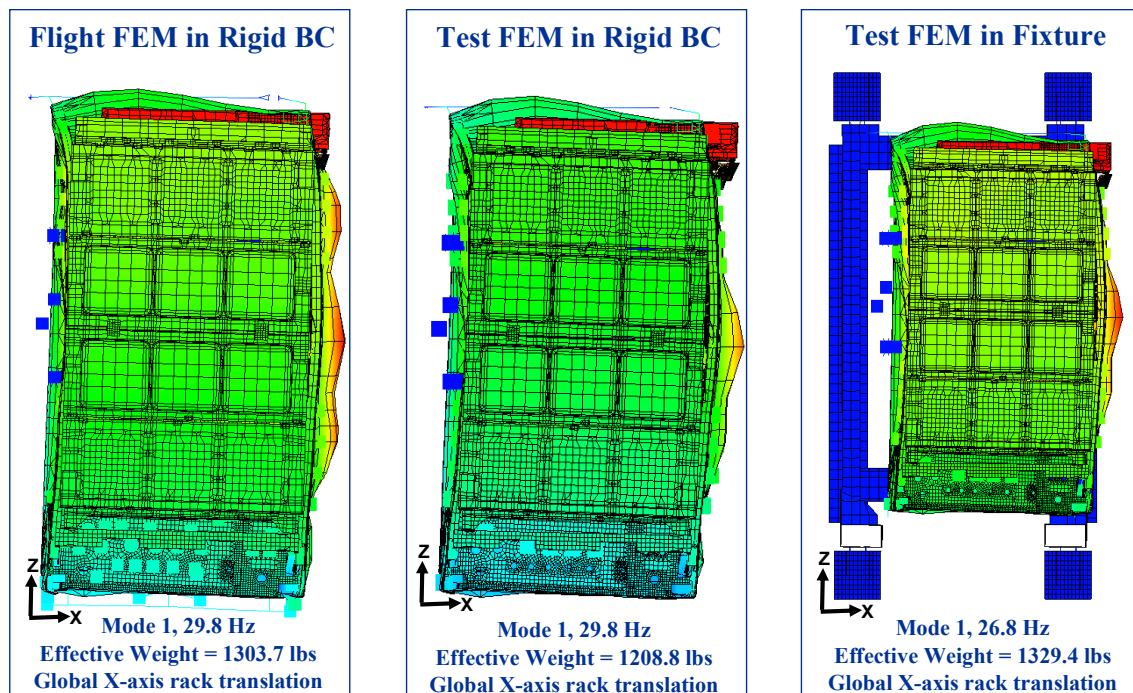 Flight FEM in Rigid BC
Z
X
Mode 1, 29.8 Hz
Effective Weight = 1303.7 lbs
Global X-axis rack translation
Test FEM in Rigid BC
Z
X
Mode 1, 29.8 Hz
Effective Weight = 1208.8 lbs
Global X-axis rack translation
Test FEM in Fixture
Z
X
Mode 1, 26.8 Hz
Effective Weight = 1329.4 lbs
Global X-axis rack translation